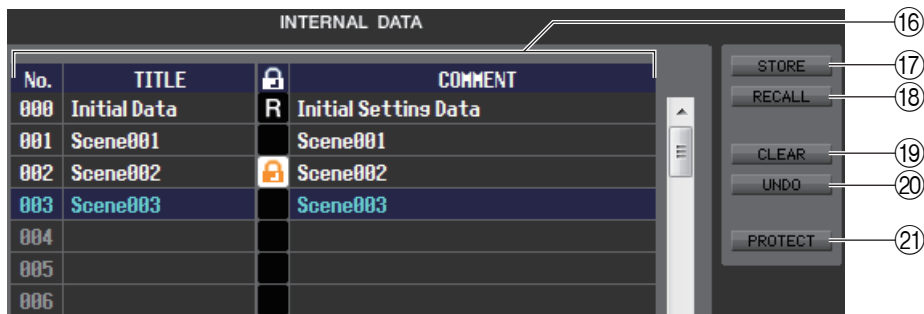 INTERNAL DATA
⑯
No. TITLE COMMENT
000 Initial Data R Initial Setting Data
001 Scene001 Scene001
002 Scene002 Scene002
003 Scene003 Scene003
004
005
006
STORE ⑰
RECALL ⑱
CLEAR ⑲
UNDO ⑳
PROTECT ㉑